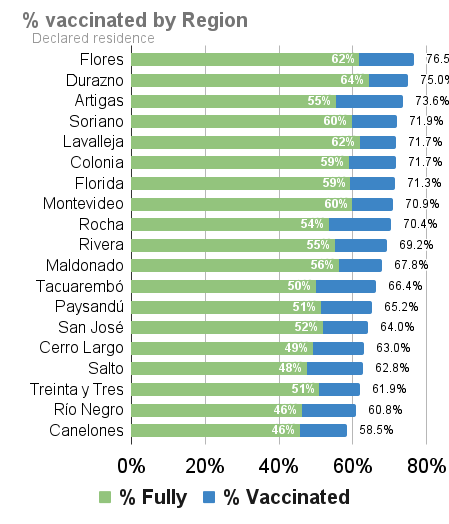 % vaccinated by Region
Declared residence
Flores 62% 76.5
Durazno 64% 75.0%
Artigas 55% 73.6%
Soriano 60% 71.9%
Lavalleja 62% 71.7%
Colonia 59% 71.7%
Florida 59% 71.3%
Montevideo 60% 70.9%
Rocha 54% 70.4%
Rivera 55% 69.2%
Maldonado 56% 67.8%
Tacuarembó 50% 66.4%
Paysandú 51% 65.2%
San José 52% 64.0%
Cerro Largo 49% 63.0%
Salto 48% 62.8%
Treinta y Tres 51% 61.9%
Río Negro 46% 60.8%
Canelones 46% 58.5%
0% 20% 40% 60% 80%
% Fully % Vaccinated